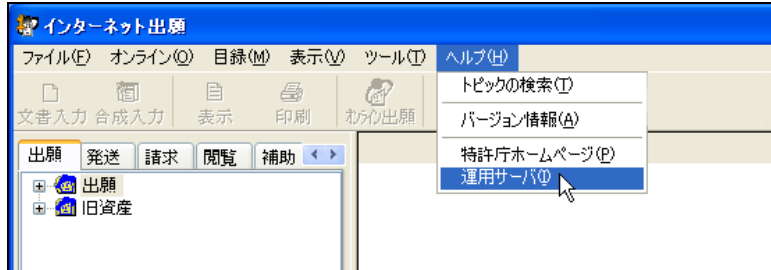 インターネット出願
ファイル(F) オンライン(O) 目録(M) 表示(V) ツール(T) ヘルプ(H)
文書入力 合成入力 表示 印刷 オンライン出願
トピックの検索(T)
バージョン情報(A)
特許庁ホームページ(P)
運用サーバ(I)
出願 発送 請求 閲覧 補助
出願
旧資産